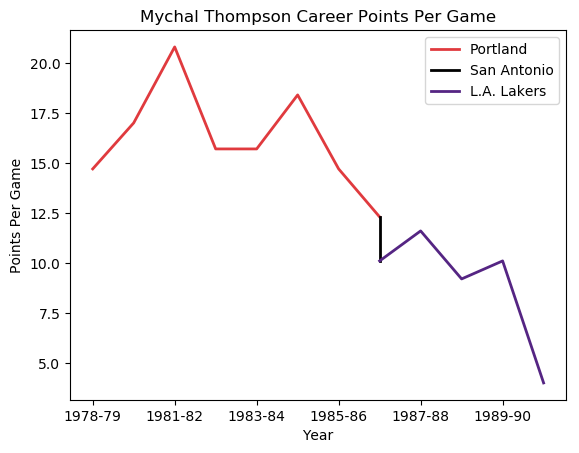 Mychal Thompson Career Points Per Game
Portland
San Antonio
L.A. Lakers
Points Per Game
20.0
17.5
15.0
12.5
10.0
7.5
5.0
1978-79 1981-82 1983-84 1985-86 1987-88 1989-90
Year